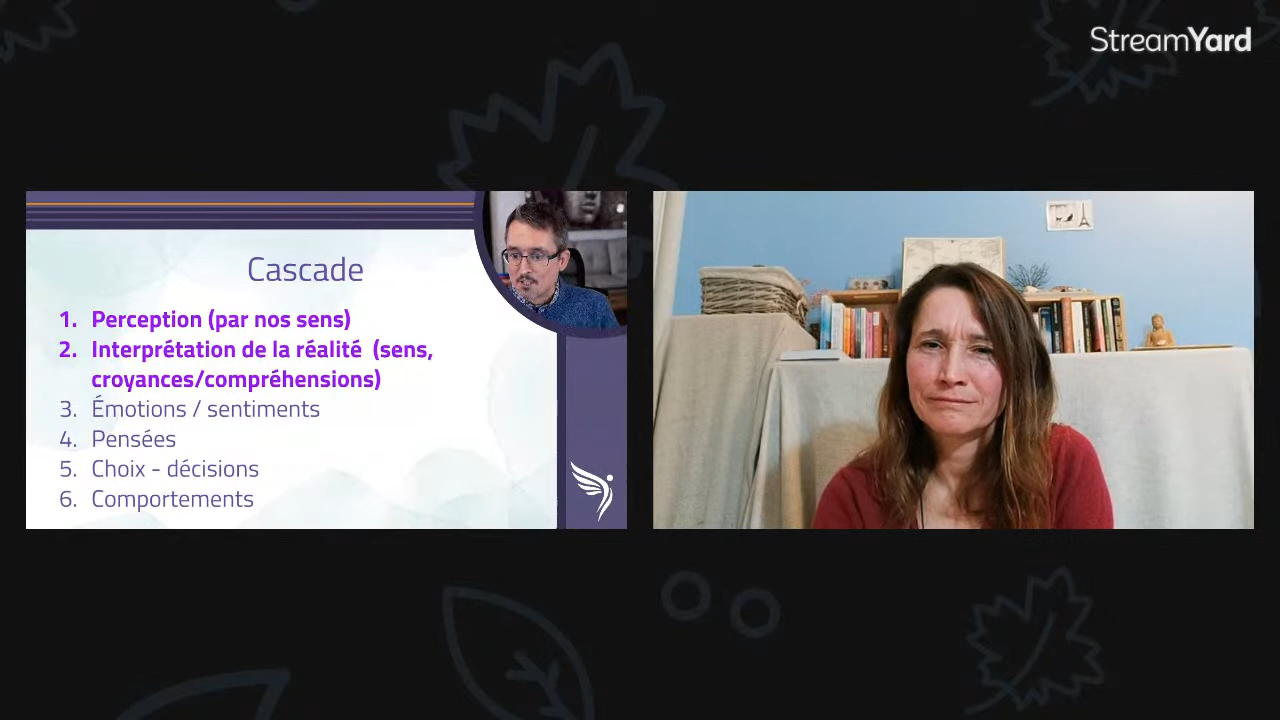 StreamYard
Cascade
1. Perception (par nos sens)
2. Interprétation de la réalité (sens,
croyances/compréhensions)
3. Émotions / sentiments
4. Pensées
5. Choix - décisions
6. Comportements